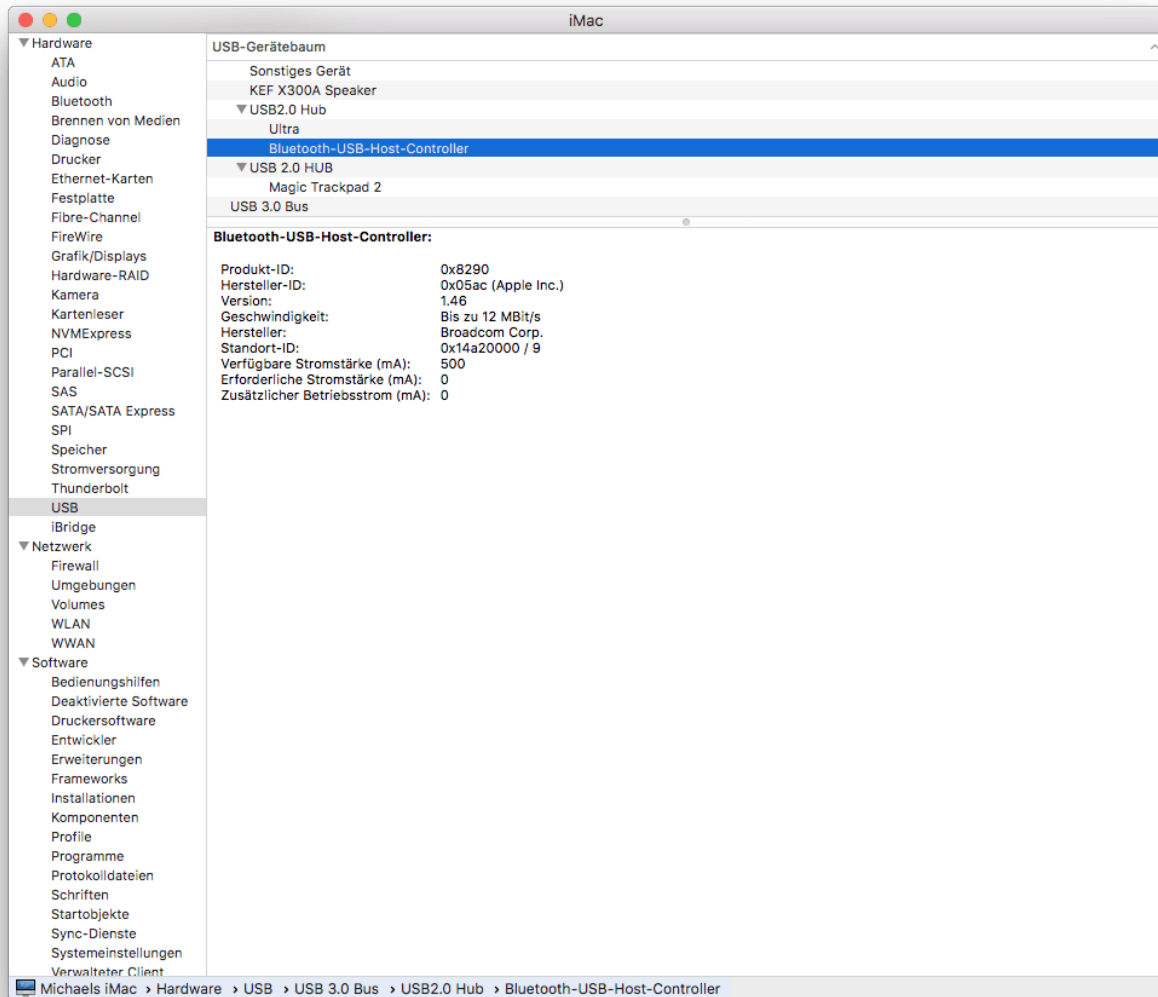 iMac
Hardware
ATA
Audio
Bluetooth
Brennen von Medien
Diagnose
Drucker
Ethernet-Karten
Festplatte
Fibre-Channel
FireWire
Grafik/Displays
Hardware-RAID
Kamera
Kartenleser
NVMExpress
PCI
Parallel-SCSI
SAS
SATA/SATA Express
SPI
Speicher
Stromversorgung
Thunderbolt
USB
iBridge
Netzwerk
Firewall
Umgebungen
Volumes
WLAN
WWAN
Software
Bedienungshilfen
Deaktivierte Software
Druckersoftware
Entwickler
Erweiterungen
Frameworks
Installationen
Komponenten
Profile
Programme
Protokolldateien
Schriften
Startobjekte
Sync-Dienste
Systemeinstellungen
Verwalteter Client
USB-Gerätebaum
Sonstiges Gerät
KEF X300A Speaker
USB2.0 Hub
Ultra
Bluetooth-USB-Host-Controller
USB 2.0 HUB
Magic Trackpad 2
USB 3.0 Bus
Bluetooth-USB-Host-Controller:
Produkt-ID: 0x8290
Hersteller-ID: 0x05ac (Apple Inc.)
Version: 1.46
Geschwindigkeit: Bis zu 12 MBit/s
Hersteller: Broadcom Corp.
Standort-ID: 0x14a20000 / 9
Verfügbare Stromstärke (mA): 500
Erforderliche Stromstärke (mA): 0
Zusätzlicher Betriebsstrom (mA): 0
Michaels iMac › Hardware › USB › USB 3.0 Bus › USB2.0 Hub › Bluetooth-USB-Host-Controller